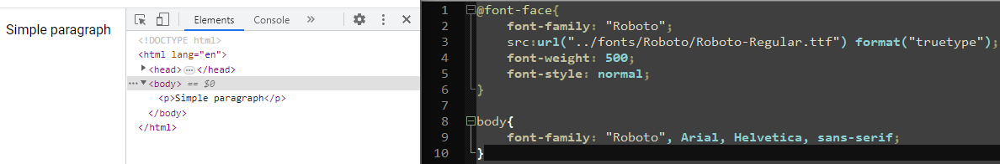 Simple paragraph
Elements Console »
<!DOCTYPE html>
<html lang="en">
<head>…</head>
<body> == $0
<p>Simple paragraph</p>
</body>
</html>
1 @font-face{
2 font-family: "Roboto";
3 src:url("../fonts/Roboto/Roboto-Regular.ttf") format("truetype");
4 font-weight: 500;
5 font-style: normal;
6 }
7
8 body{
9 font-family: "Roboto", Arial, Helvetica, sans-serif;
10 }